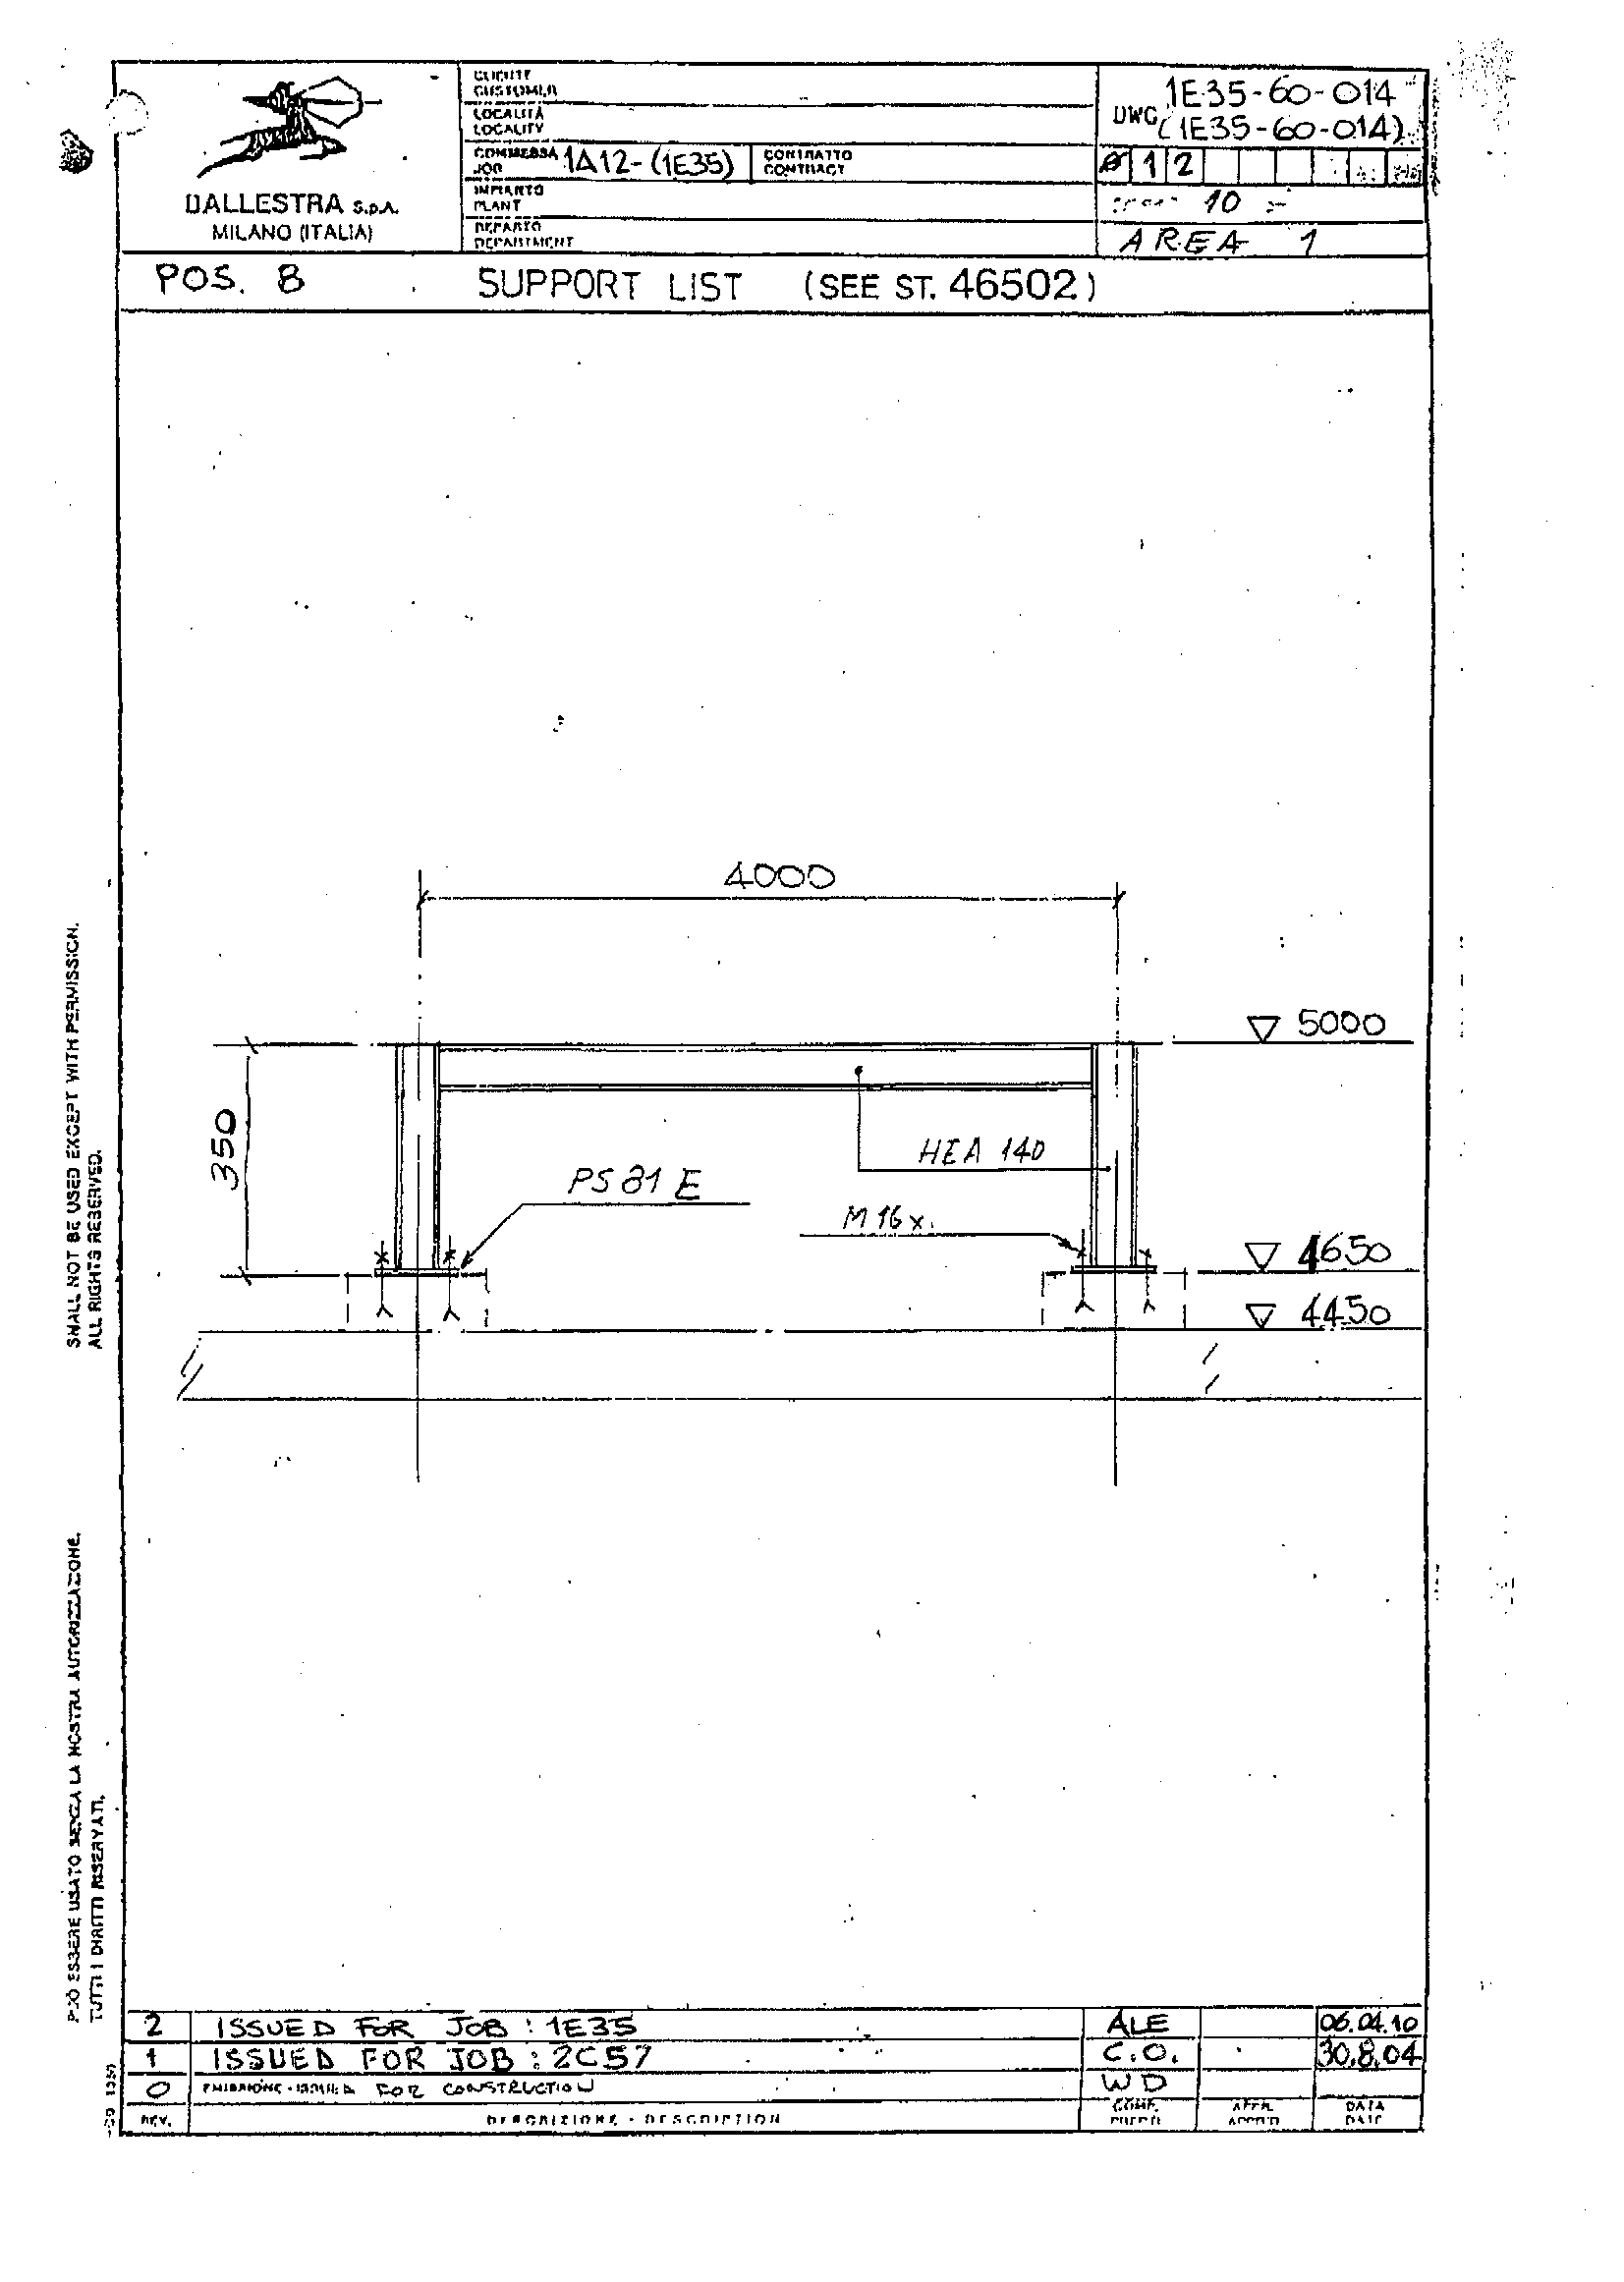 BALLESTRA S.p.A.
MILANO (ITALIA)
CLIENTE
CUSTOMER
LOCALITÀ
LOCALITY
COMMESSA
JOB
1A12-(1E35)
CONTRATTO
CONTRACT
IMPIANTO
PLANT
REPARTO
DEPARTMENT
DWG
1E35-60-014
(1E35-60-014)
0 1 2
10
AREA 1
POS. 8 SUPPORT LIST (SEE ST. 46502)
4000
5000
350
HEA 140
PS 81 E
M 16 x.
4650
4450
SHALL NOT BE USED EXCEPT WITH PERMISSION.
ALL RIGHTS RESERVED.
PUÒ ESSERE USATO SENZA LA NOSTRA AUTORIZZAZIONE.
TUTTI I DIRITTI RISERVATI.
2 ISSUED FOR JOB: 1E35 ALE 06.04.10
1 ISSUED FOR JOB: 2C57 C.O. 30.8.04
0 EMISSIONE - ISSUED FOR CONSTRUCTION WD
REV. DESCRIZIONE - DESCRIPTION
COMP. APPR. DATA
APPR'D DATE